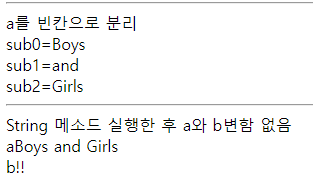 a를 빈칸으로 분리
sub0=Boys
sub1=and
sub2=Girls
String 메소드 실행한 후 a와 b변함 없음
aBoys and Girls
b!!